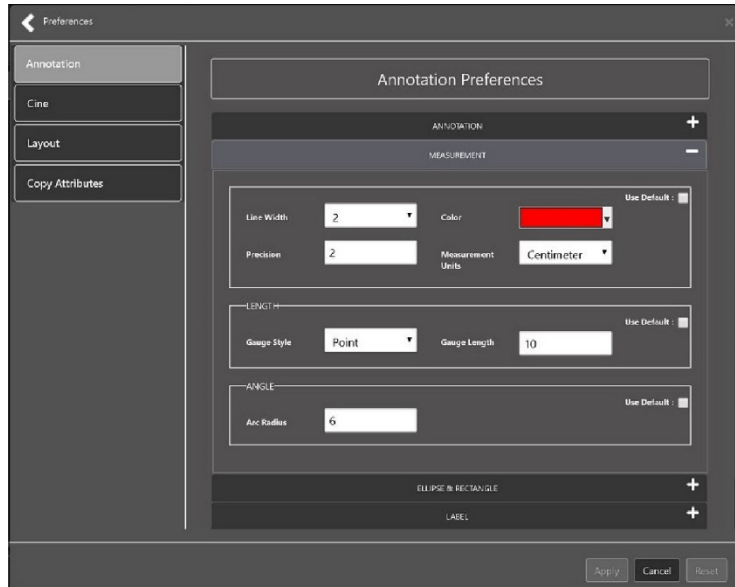 Preferences
Annotation
Cine
Layout
Copy Attributes
Annotation Preferences
ANNOTATION
MEASUREMENT
Use Default :
Line Width 2 Color
Precision 2 Measurement Units Centimeter
LENGTH
Use Default :
Gauge Style Point Gauge Length 10
ANGLE
Use Default :
Arc Radius 6
ELLIPSE & RECTANGLE
LABEL
Apply Cancel Reset